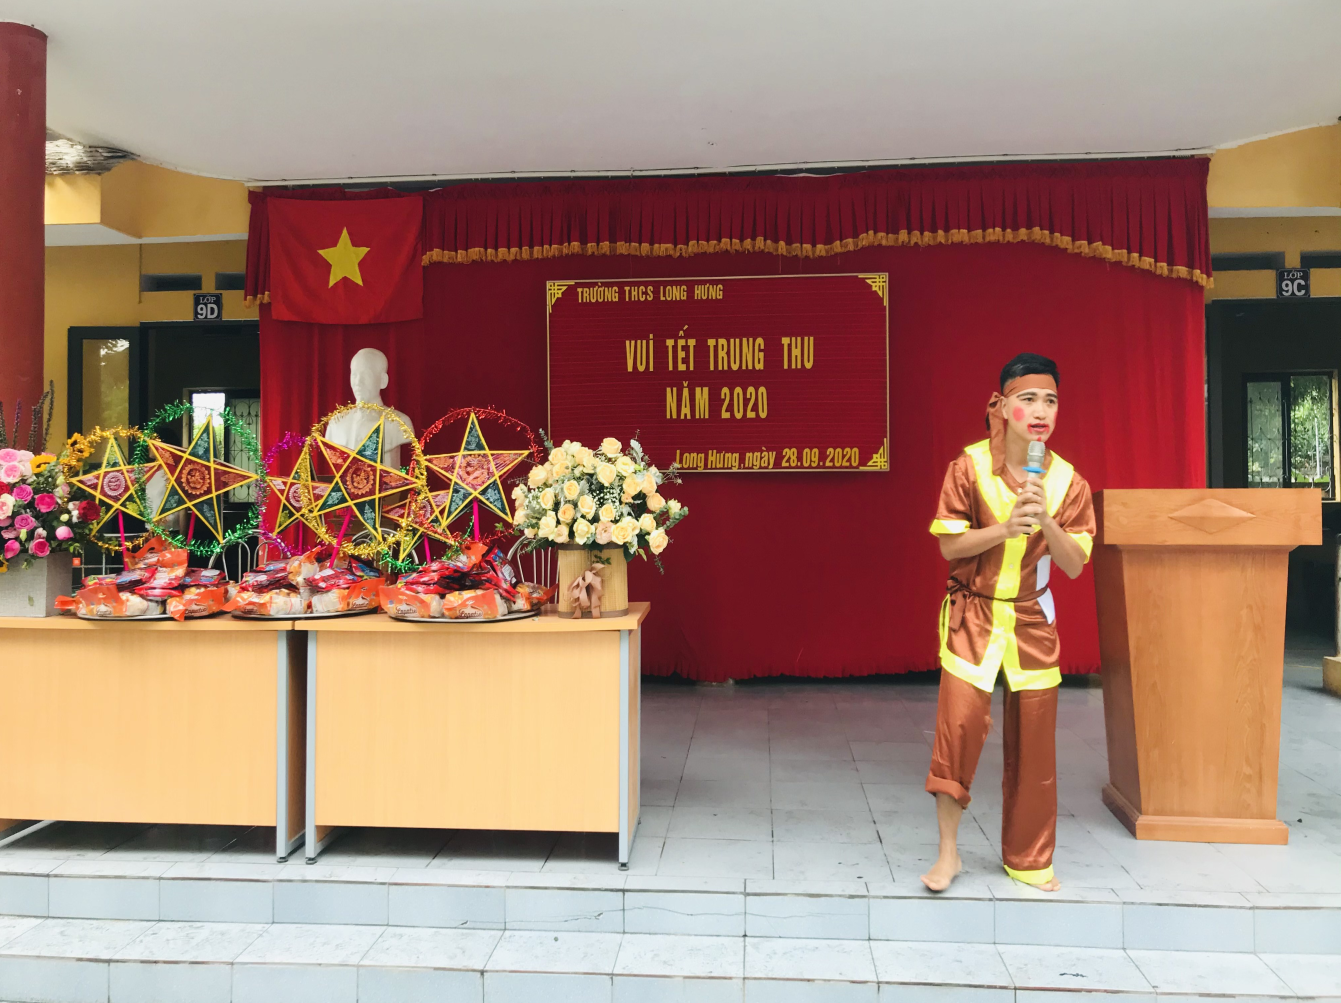 TRƯỜNG THCS LONG HƯNG
VUI TẾT TRUNG THU
NĂM 2020
Long Hưng, ngày 28.09.2020
LỚP
9D
LỚP
9C